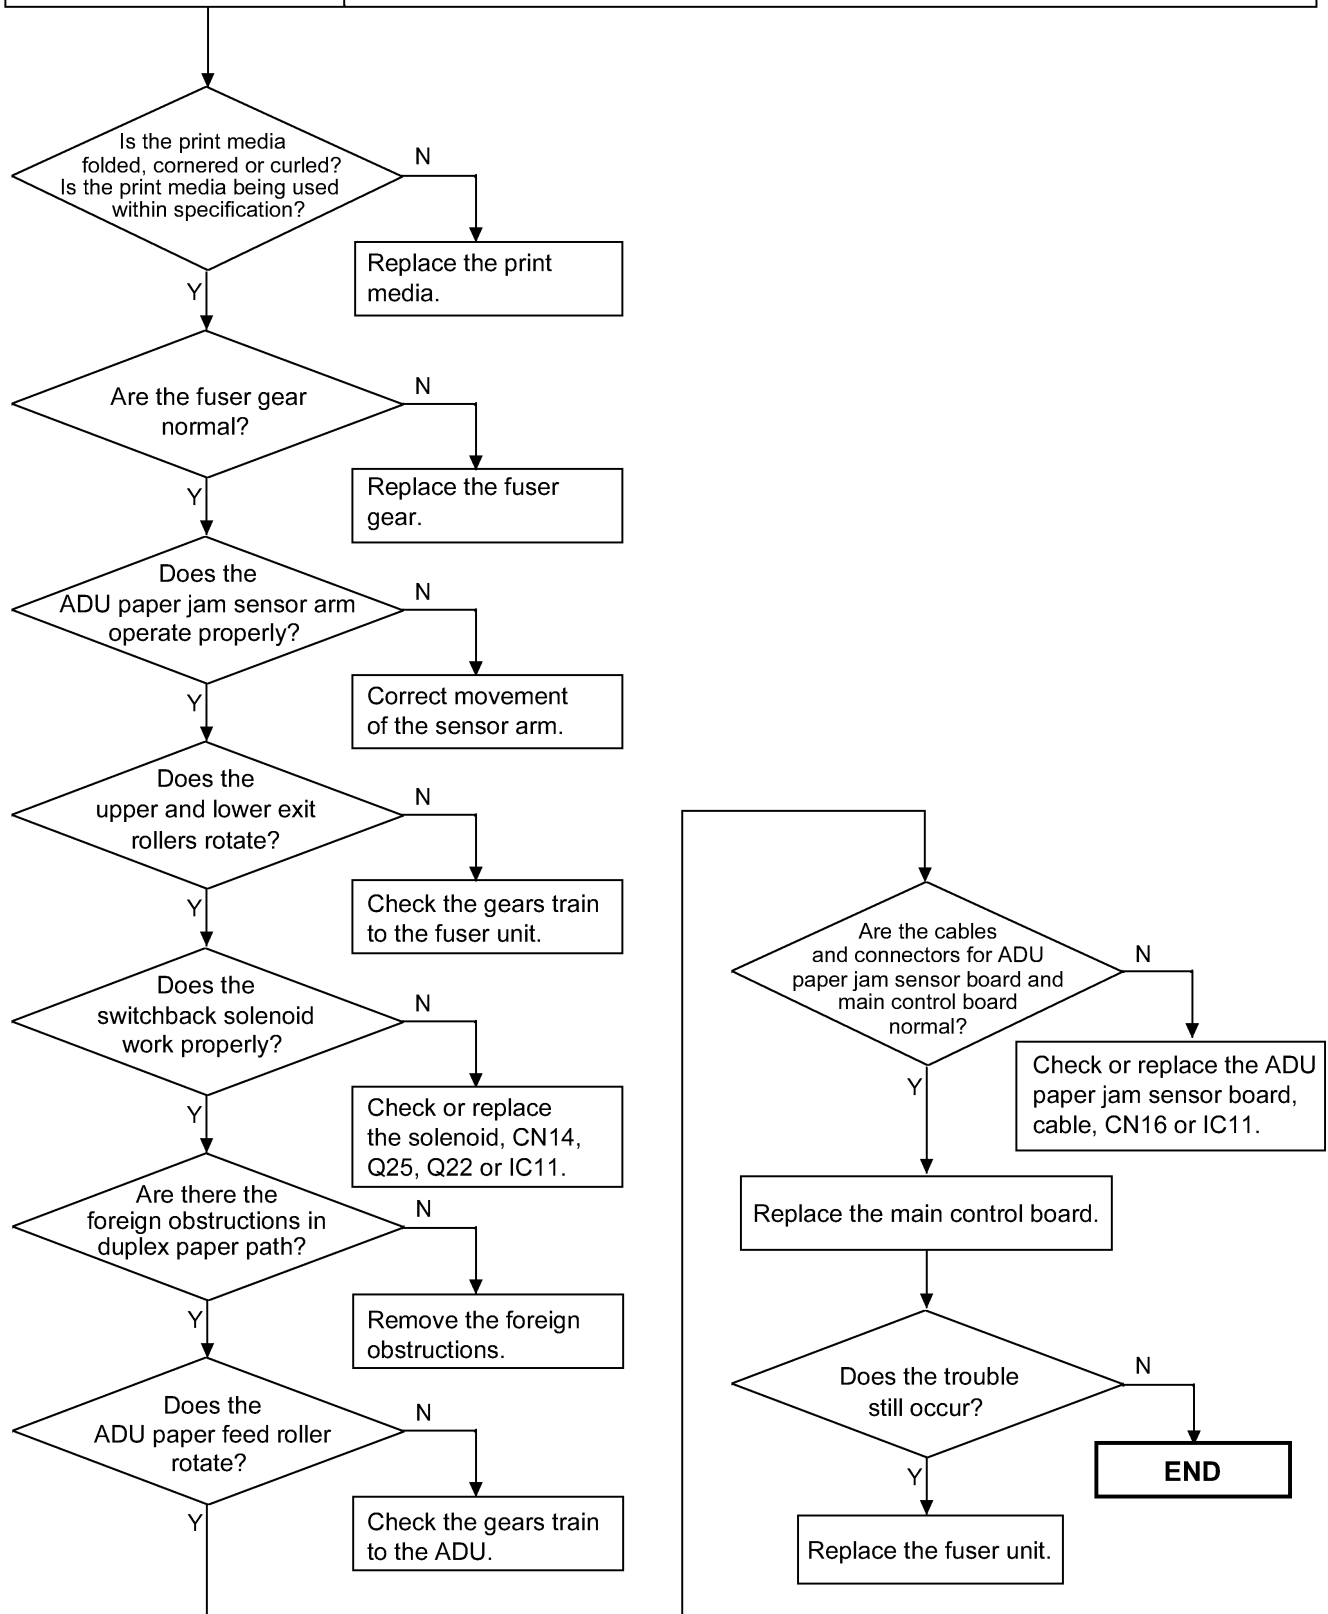 Is the print media
folded, cornered or curled?
Is the print media being used
within specification?
N
Replace the print
media.
Y
Are the fuser gear
normal?
N
Replace the fuser
gear.
Y
Does the
ADU paper jam sensor arm
operate properly?
N
Correct movement
of the sensor arm.
Y
Does the
upper and lower exit
rollers rotate?
N
Check the gears train
to the fuser unit.
Y
Does the
switchback solenoid
work properly?
N
Check or replace
the solenoid, CN14,
Q25, Q22 or IC11.
Y
Are there the
foreign obstructions in
duplex paper path?
N
Remove the foreign
obstructions.
Y
Does the
ADU paper feed roller
rotate?
N
Check the gears train
to the ADU.
Y
Are the cables
and connectors for ADU
paper jam sensor board and
main control board
normal?
N
Check or replace the ADU
paper jam sensor board,
cable, CN16 or IC11.
Y
Replace the main control board.
Does the trouble
still occur?
N
END
Y
Replace the fuser unit.